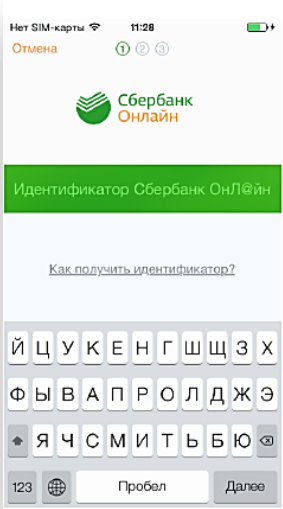 Нет SIM-карты 11:28
Отмена 1 2 3
Сбербанк
Онлайн
Идентификатор Сбербанк ОнЛ@йн
Как получить идентификатор?
Й Ц У К Е Н Г Ш Щ З Х
Ф Ы В А П Р О Л Д Ж Э
Я Ч С М И Т Ь Б Ю
123 Пробел Далее